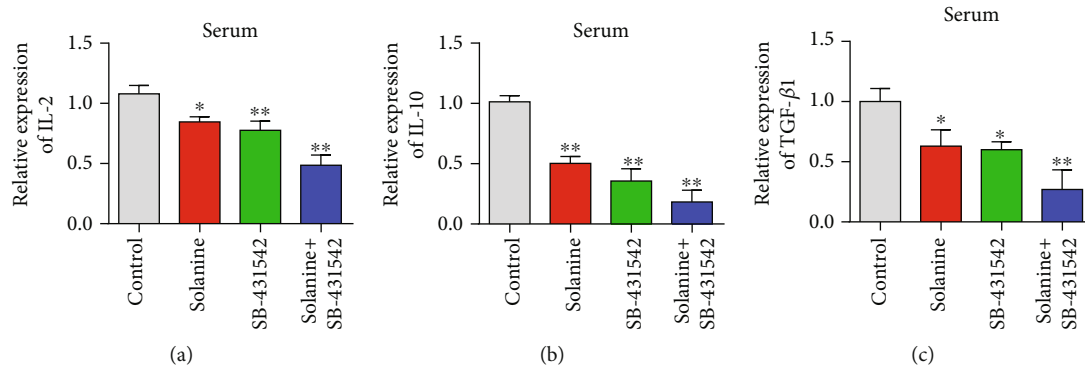 Serum
Relative expression
of IL-2
1.5
1.0
0.5
0.0
*
**
**
Control
Solanine
SB-431542
Solanine+
SB-431542
(a)
Serum
Relative expression
of IL-10
1.5
1.0
0.5
0.0
**
**
**
Control
Solanine
SB-431542
Solanine+
SB-431542
(b)
Serum
Relative expression
of TGF-β1
1.5
1.0
0.5
0.0
*
*
**
Control
Solanine
SB-431542
Solanine+
SB-431542
(c)